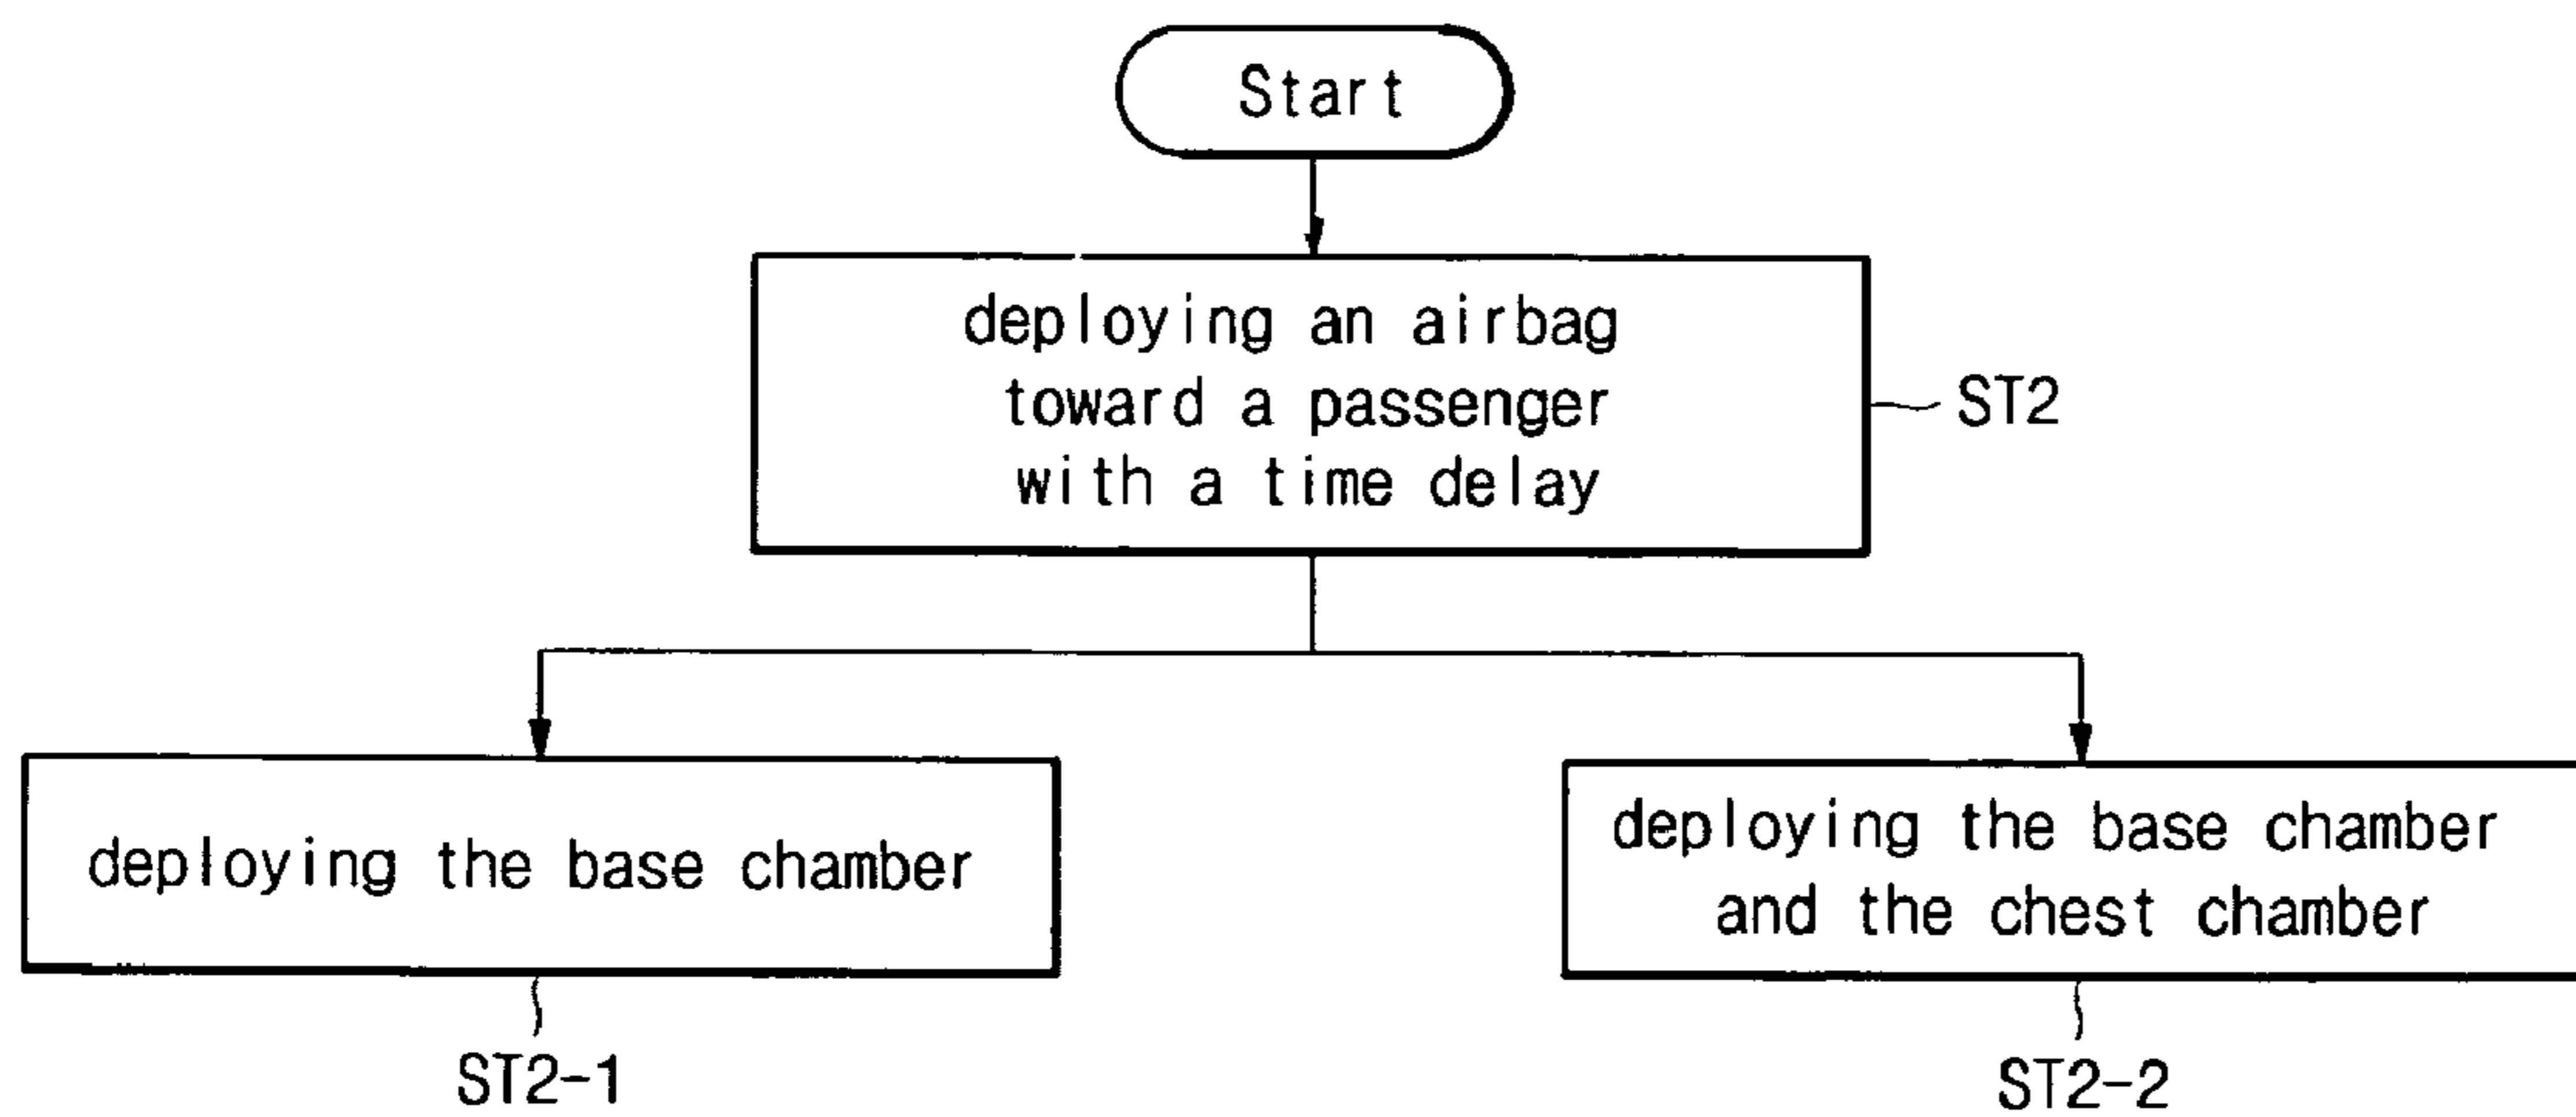 Start
deploying an airbag
toward a passenger
with a time delay
ST2
deploying the base chamber
deploying the base chamber
and the chest chamber
ST2-1
ST2-2